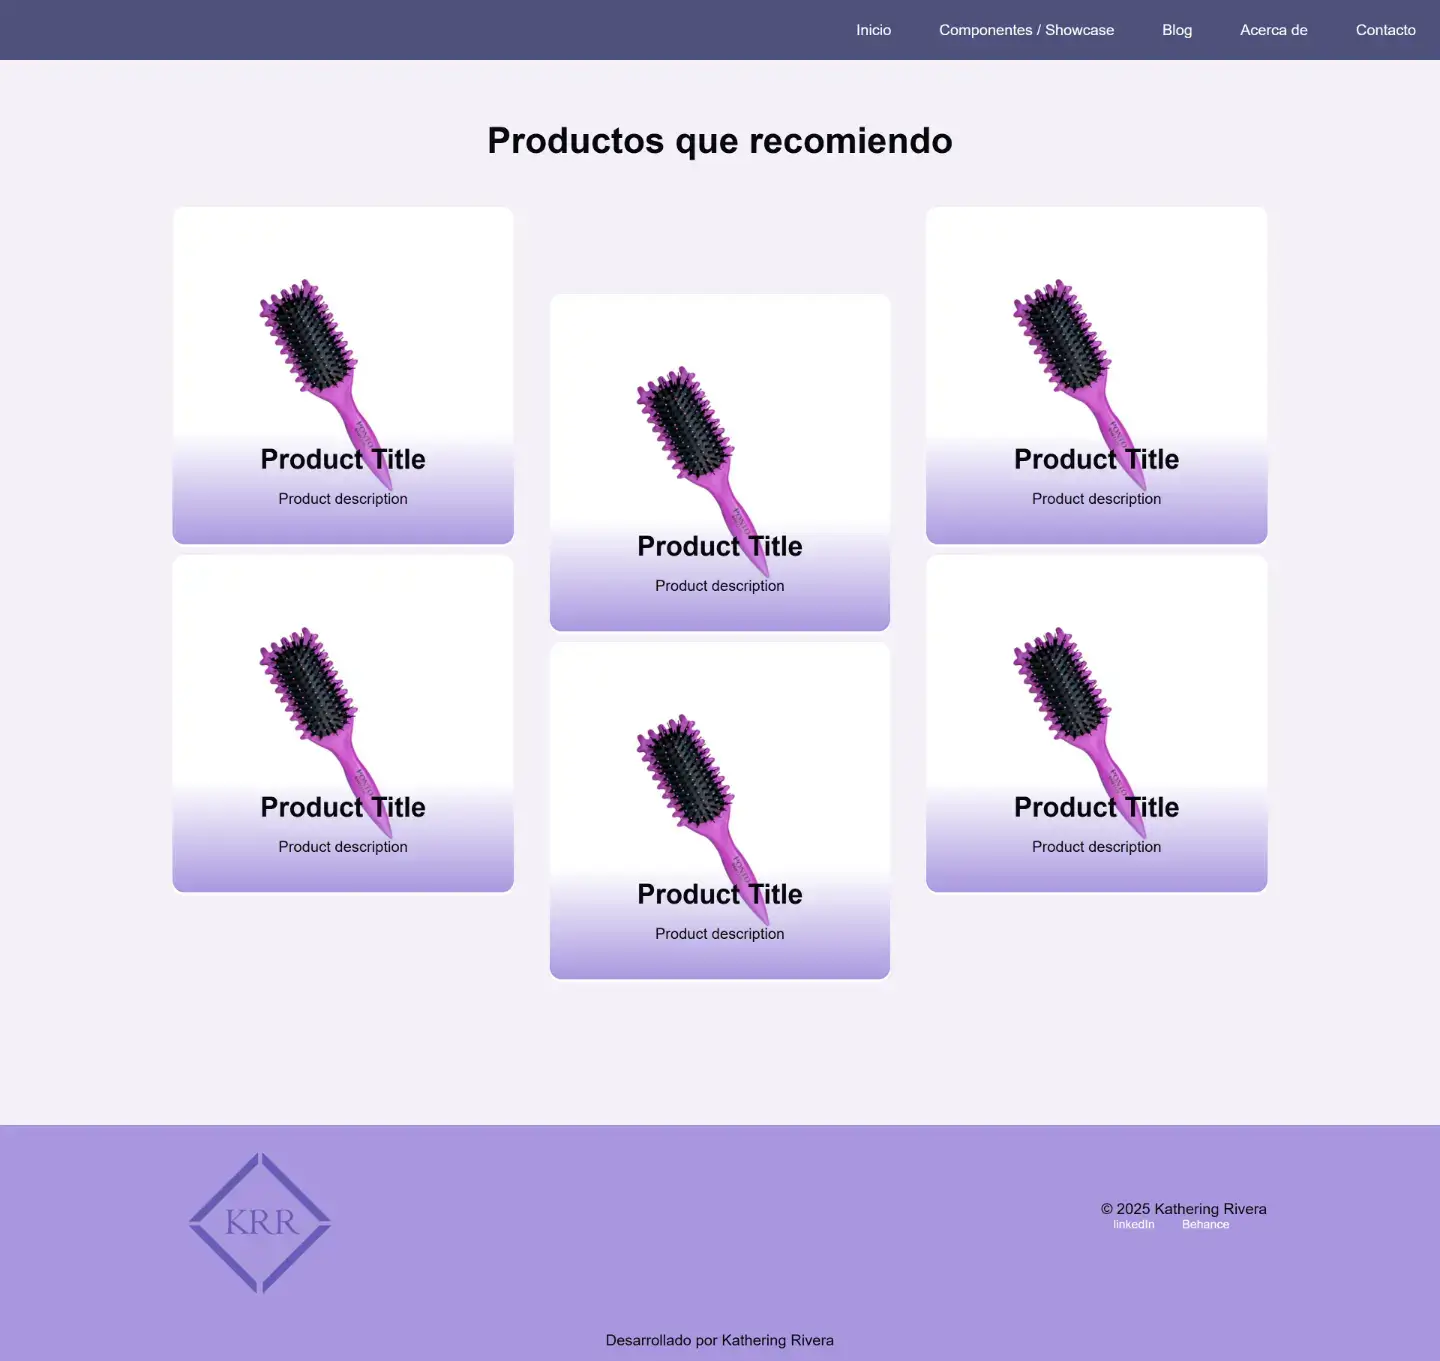 Inicio
Componentes / Showcase
Blog
Acerca de
Contacto
Productos que recomiendo
Product Title
Product description
Product Title
Product description
Product Title
Product description
Product Title
Product description
Product Title
Product description
Product Title
Product description
KRR
© 2025 Kathering Rivera
linkedIn
Behance
Desarrollado por Kathering Rivera